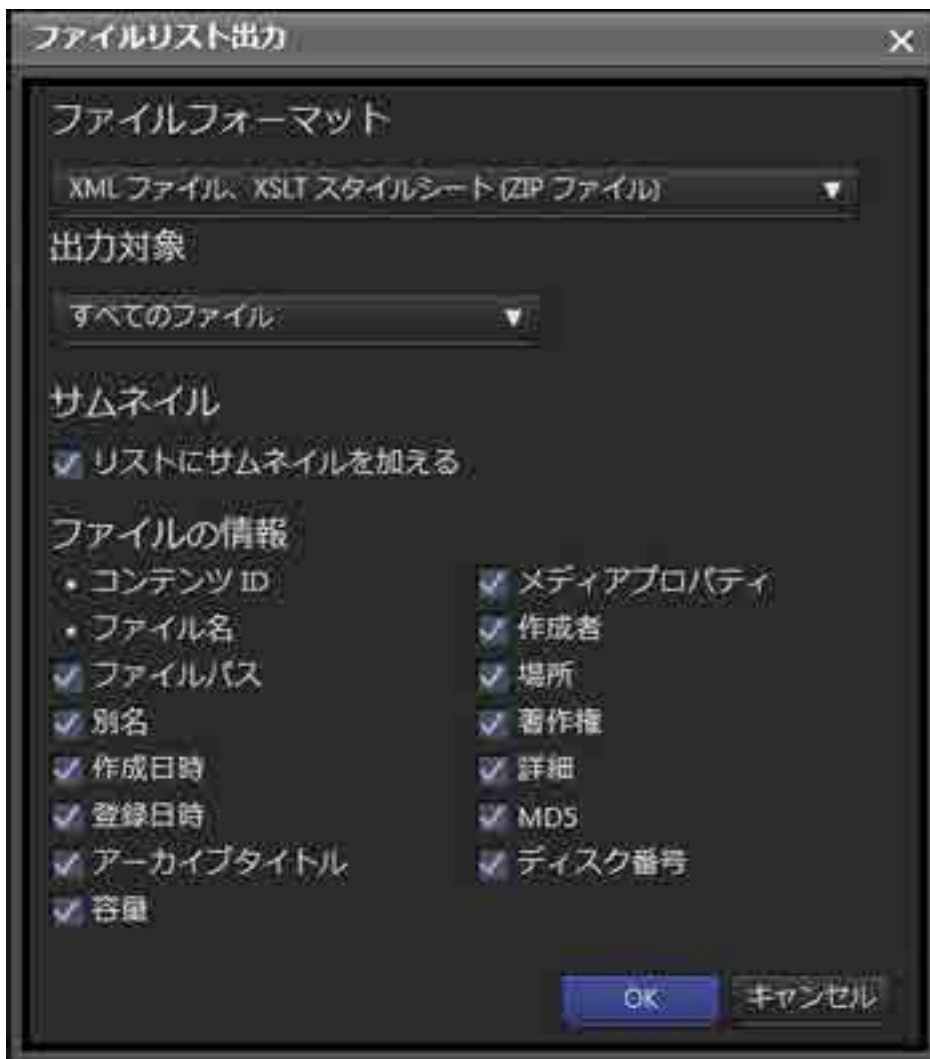 ファイルリスト出力
ファイルフォーマット
XML ファイル、XSLT スタイルシート (ZIP ファイル)
出力対象
すべてのファイル
サムネイル
リストにサムネイルを加える
ファイルの情報
・コンテンツ ID
・ファイル名
ファイルパス
別名
作成日時
登録日時
アーカイブタイトル
容量
メディアプロパティ
作成者
場所
著作権
詳細
MD5
ディスク番号
OK
キャンセル